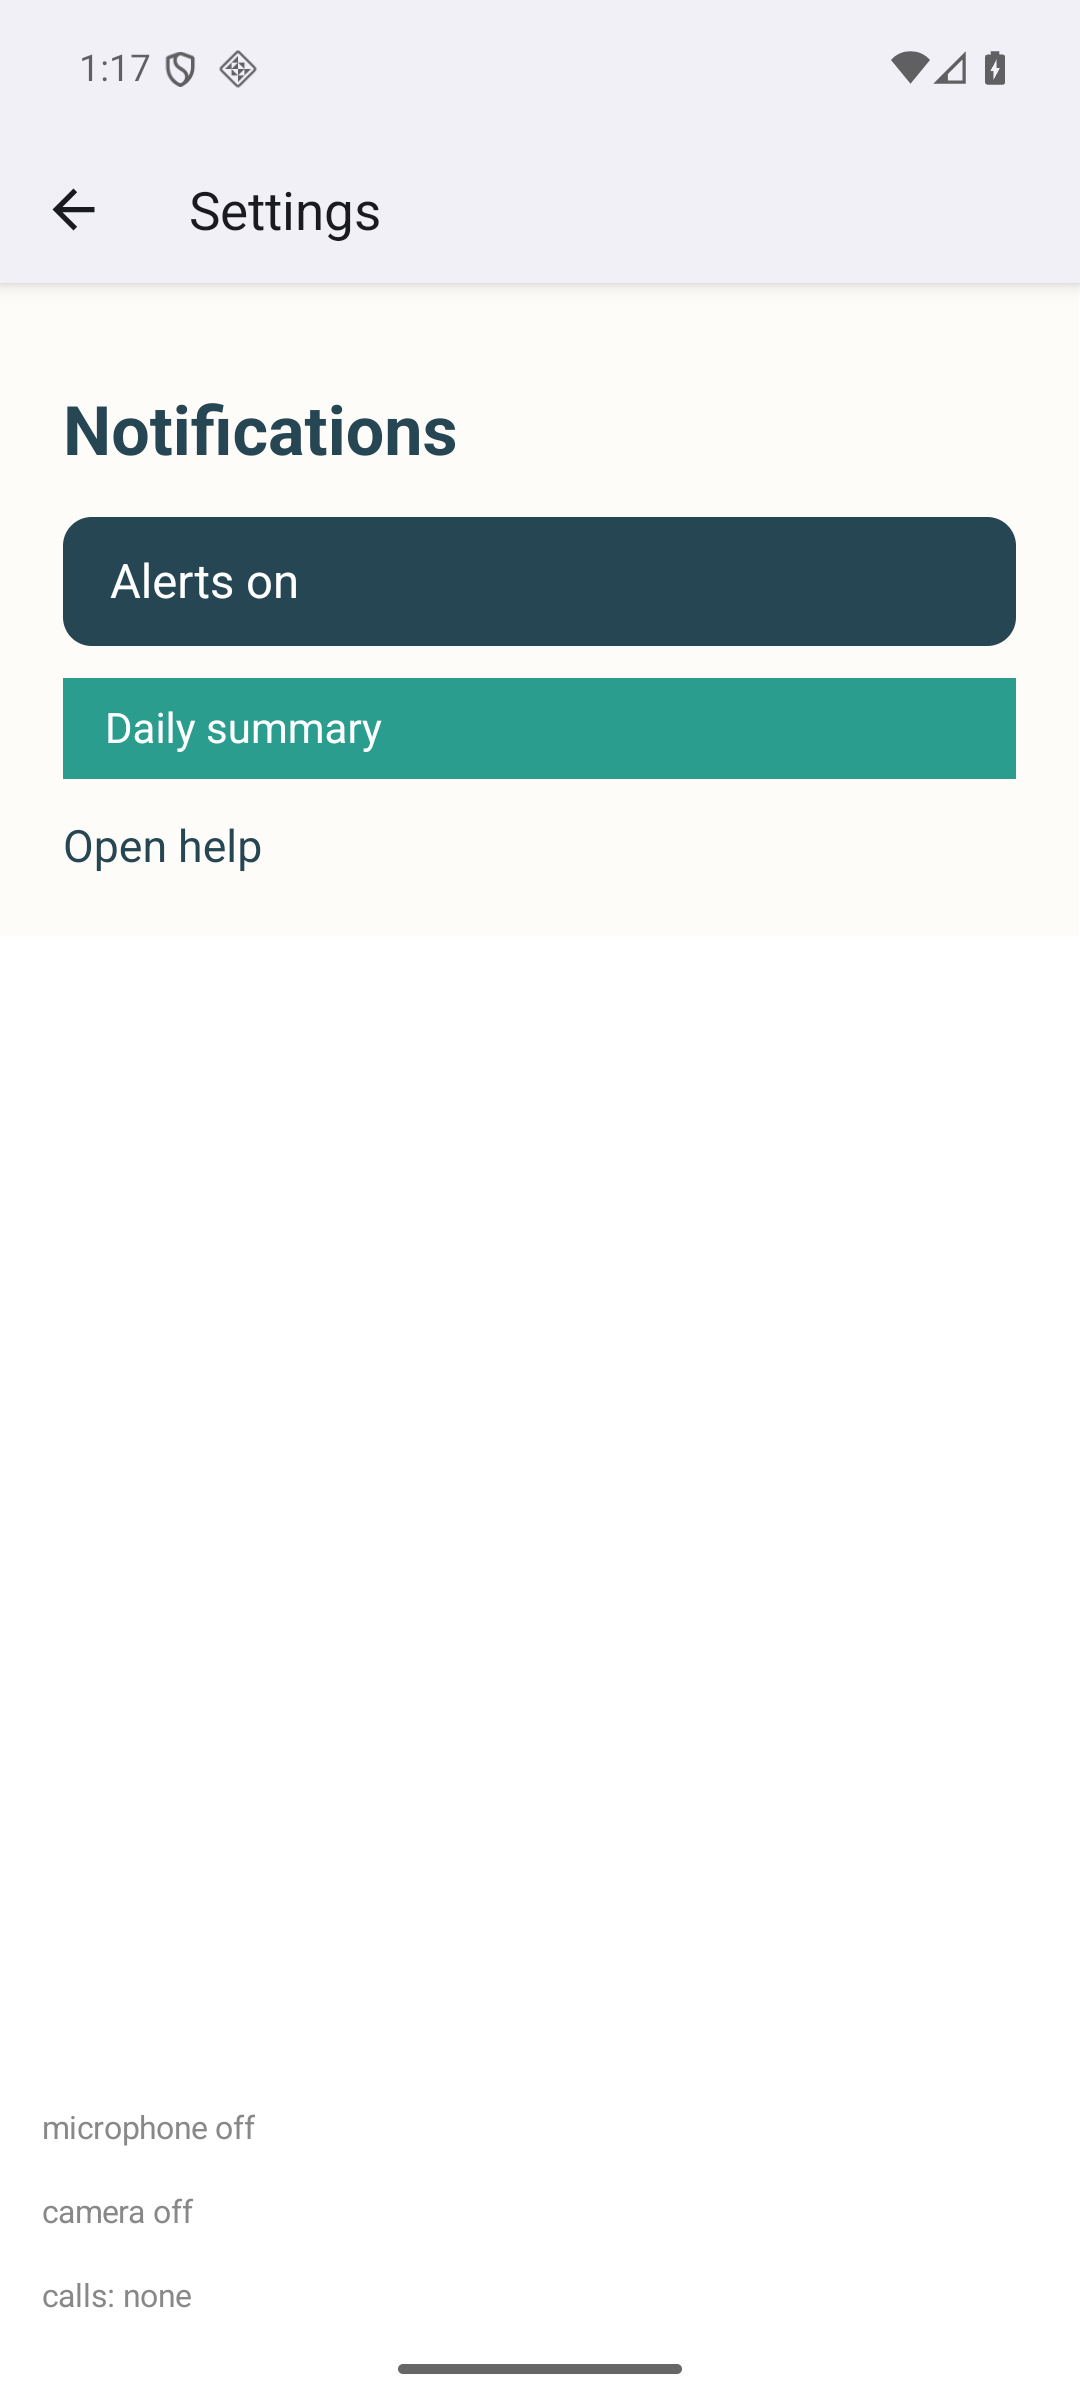 1:17
Settings
Notifications
Alerts on
Daily summary
Open help
microphone off
camera off
calls: none